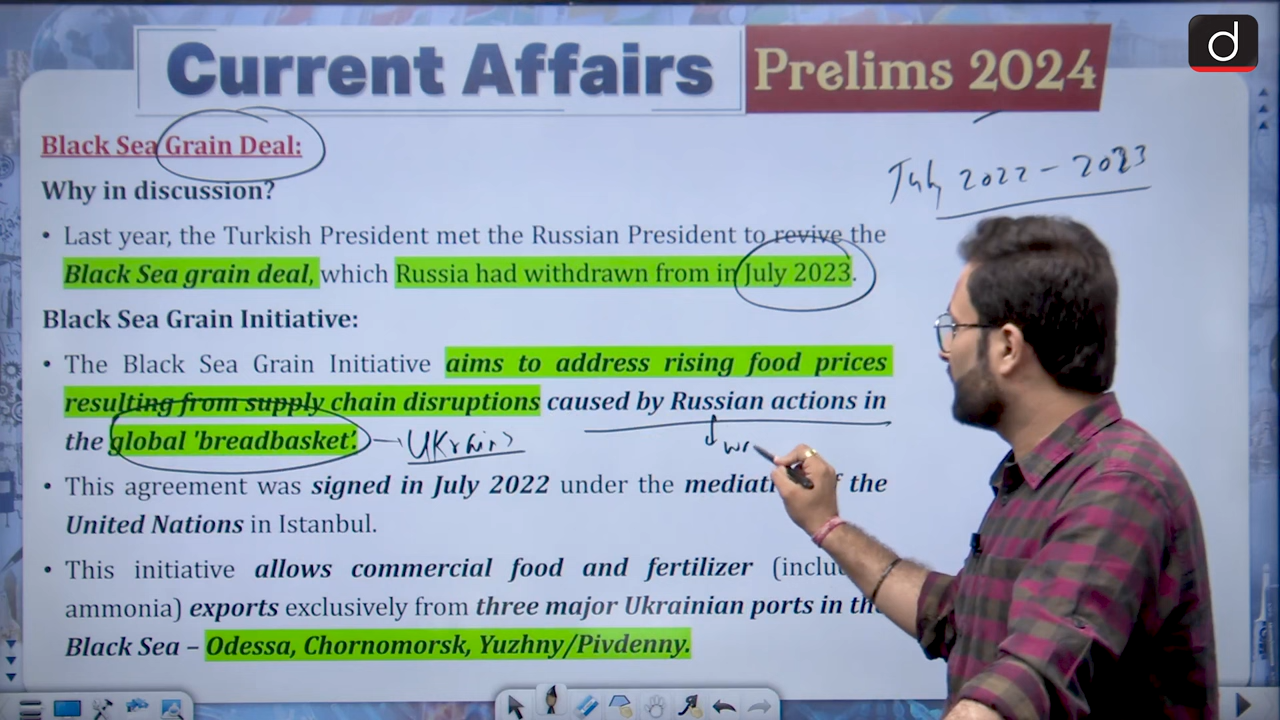 d
Current Affairs Prelims 2024
Black Sea Grain Deal:
July 2022 - 2023
Why in discussion?
• Last year, the Turkish President met the Russian President to revive the
Black Sea grain deal, which Russia had withdrawn from in July 2023.
Black Sea Grain Initiative:
• The Black Sea Grain Initiative aims to address rising food prices
resulting from supply chain disruptions caused by Russian actions in
the global 'breadbasket'.
• This agreement was signed in July 2022 under the of the
United Nations in Istanbul.
• This initiative allows commercial food and fertilizer
ammonia) exports exclusively from three major Ukrainian ports in
Black Sea – Odessa, Chornomorsk, Yuzhny/Pivdenny.